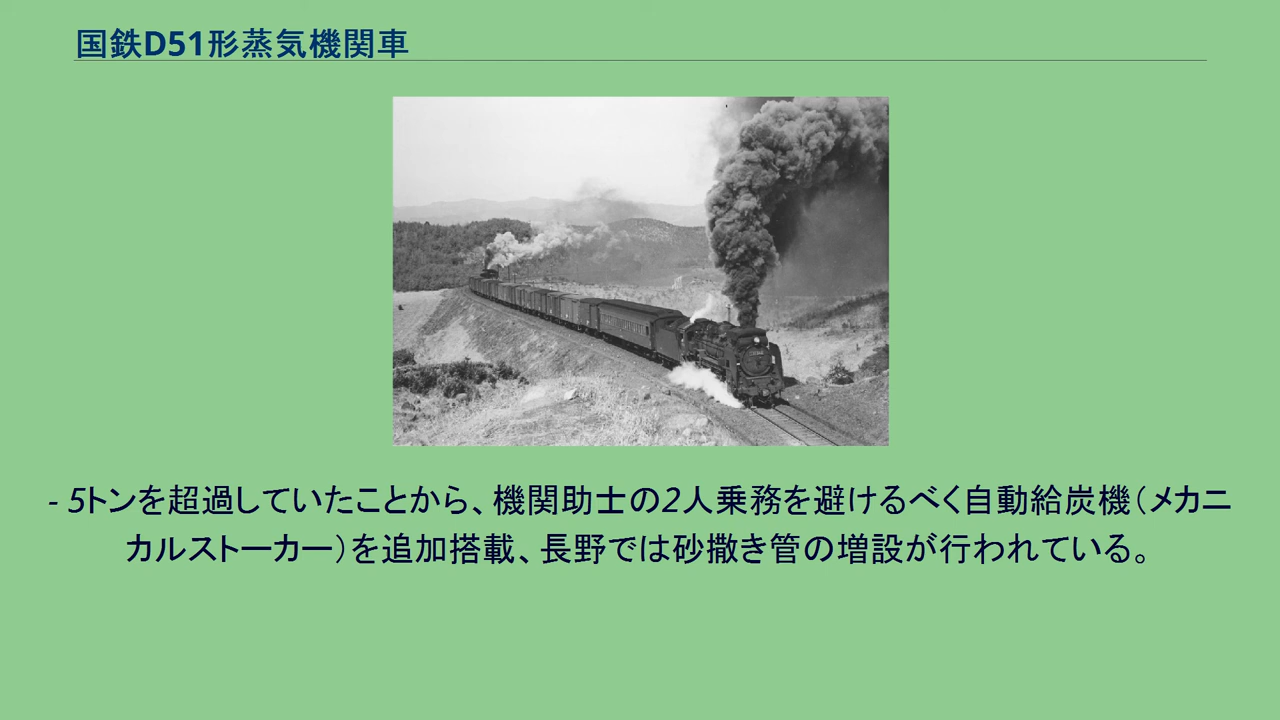 国鉄D51形蒸気機関車
- 5トンを超過していたことから、機関助士の2人乗務を避けるべく自動給炭機（メカニ
カルストーカー）を追加搭載、長野では砂撒き管の増設が行われている。